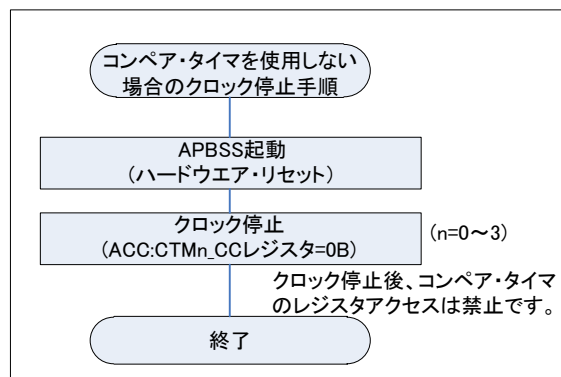 コンペア・タイマを使用しない
場合のクロック停止手順
APBSS起動
(ハードウエア・リセット)
クロック停止
(ACC:CTMn_CCレジスタ=0B)
(n=0～3)
クロック停止後、コンペア・タイマ
のレジスタアクセスは禁止です。
終了